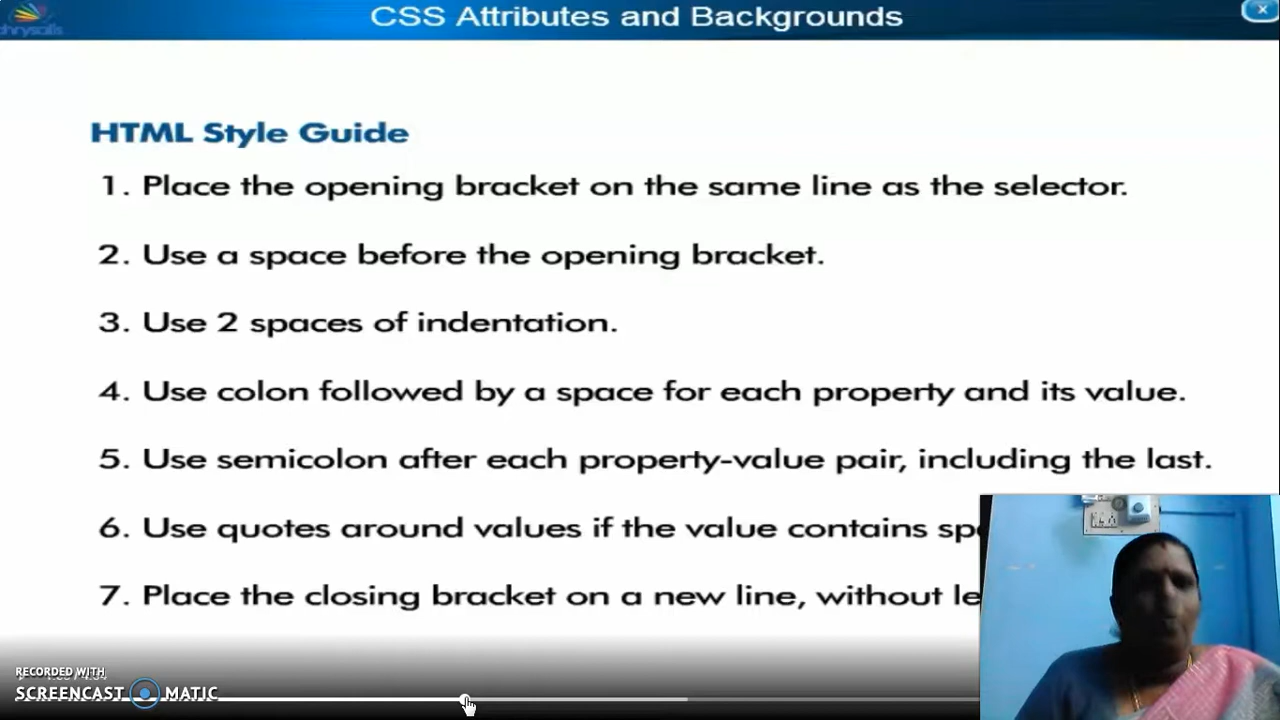 CSS Attributes and Backgrounds
chrysalis
HTML Style Guide
1. Place the opening bracket on the same line as the selector.
2. Use a space before the opening bracket.
3. Use 2 spaces of indentation.
4. Use colon followed by a space for each property and its value.
5. Use semicolon after each property-value pair, including the last.
6. Use quotes around values if the value contains
7. Place the closing bracket on a new line, without
RECORDED WITH
SCREENCAST MATIC